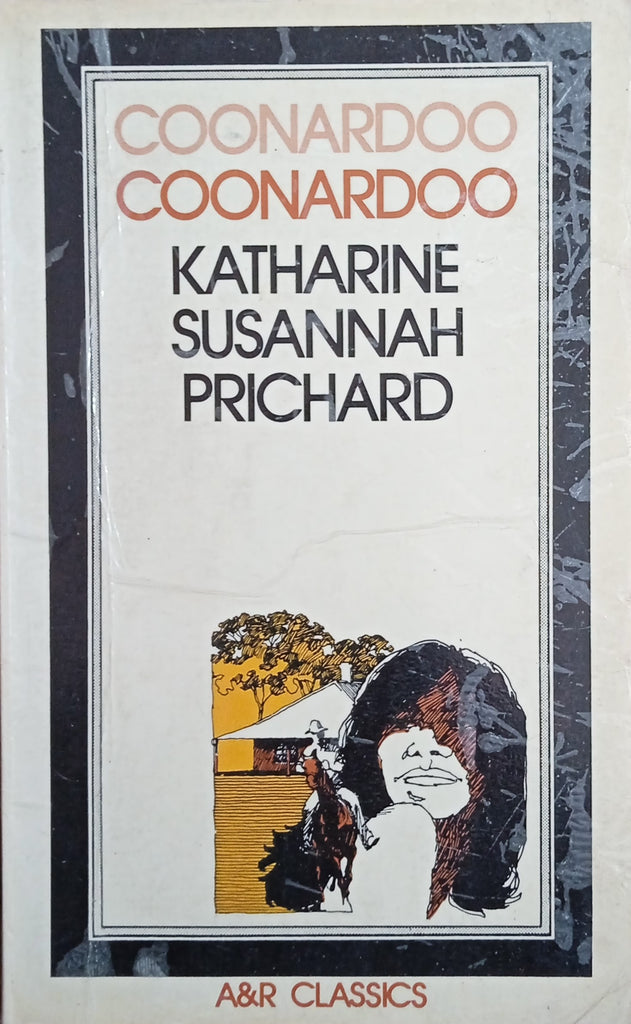 COONARDOO
COONARDOO
KATHARINE
SUSANNAH
PRICHARD
A&R CLASSICS